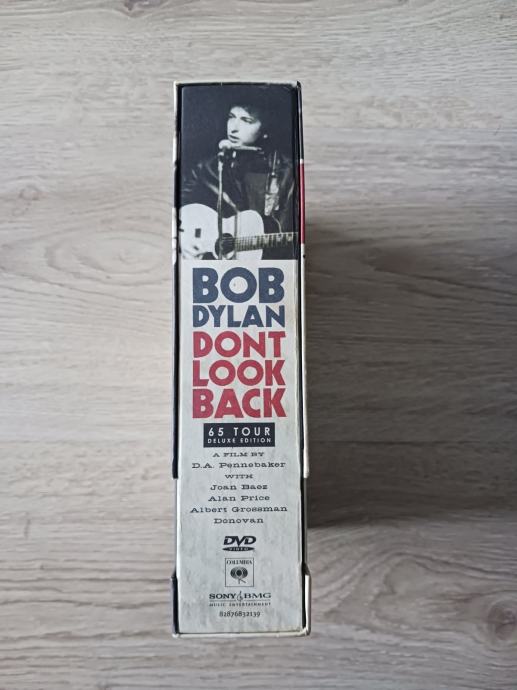 BOB
DYLAN
DONT
LOOK
BACK
65 TOUR
DELUXE EDITION
A FILM BY
D.A. Pennebaker
WITH
Joan Baez
Alan Price
Albert Grossman
Donovan
DVD
VIDEO
COLUMBIA
SONY BMG
MUSIC ENTERTAINMENT
82876832139